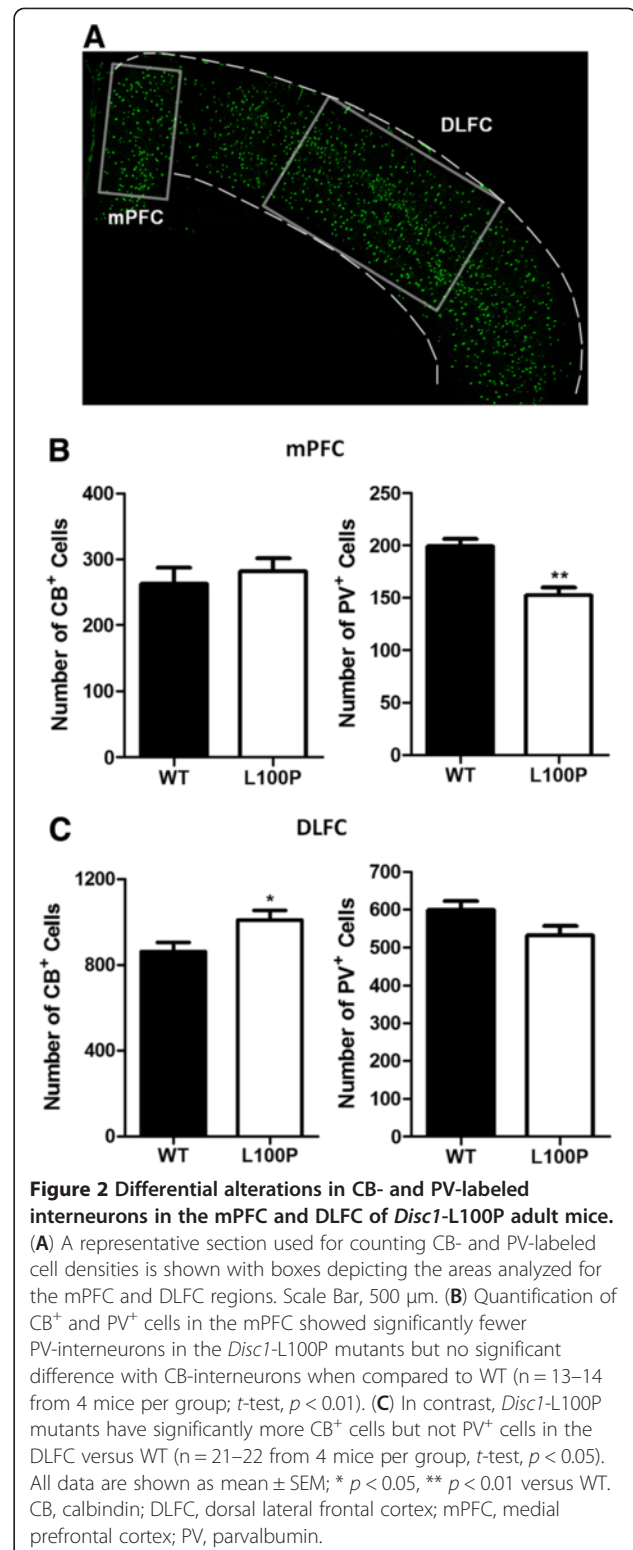 A
DLFC
mPFC
B
mPFC
Number of CB+ Cells
400
300
200
100
0
WT
L100P
Number of PV+ Cells
250
200
150
100
50
0
**
WT
L100P
C
DLFC
Number of CB+ Cells
1200
800
400
0
*
WT
L100P
Number of PV+ Cells
700
600
500
400
300
200
100
0
WT
L100P
Figure 2 Differential alterations in CB- and PV-labeled
interneurons in the mPFC and DLFC of Disc1-L100P adult mice.
(A) A representative section used for counting CB- and PV-labeled
cell densities is shown with boxes depicting the areas analyzed for
the mPFC and DLFC regions. Scale Bar, 500 μm. (B) Quantification of
CB+ and PV+ cells in the mPFC showed significantly fewer
PV-interneurons in the Disc1-L100P mutants but no significant
difference with CB-interneurons when compared to WT (n = 13–14
from 4 mice per group; t-test, p < 0.01). (C) In contrast, Disc1-L100P
mutants have significantly more CB+ cells but not PV+ cells in the
DLFC versus WT (n = 21–22 from 4 mice per group, t-test, p < 0.05).
All data are shown as mean ± SEM; * p < 0.05, ** p < 0.01 versus WT.
CB, calbindin; DLFC, dorsal lateral frontal cortex; mPFC, medial
prefrontal cortex; PV, parvalbumin.